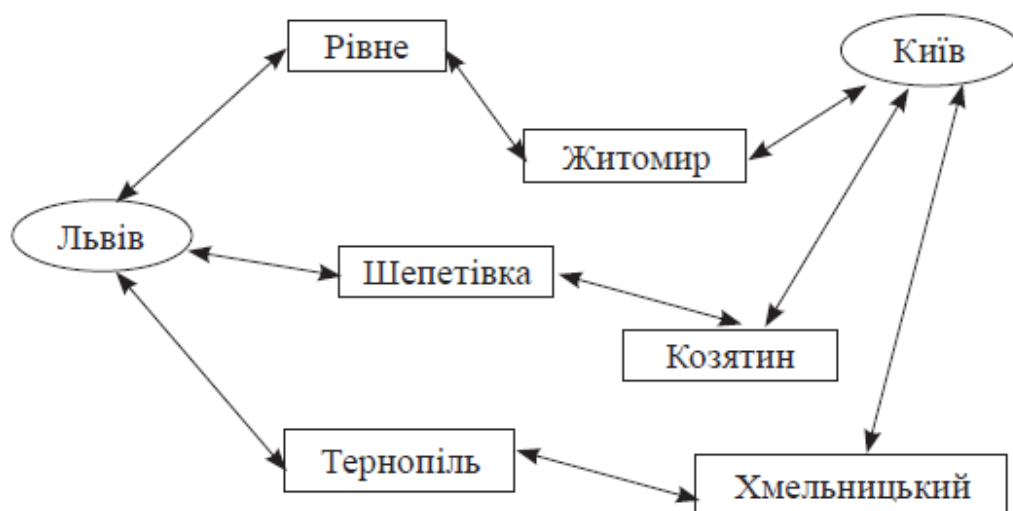 Рівне
Київ
Житомир
Львів
Шепетівка
Козятин
Тернопіль
Хмельницький